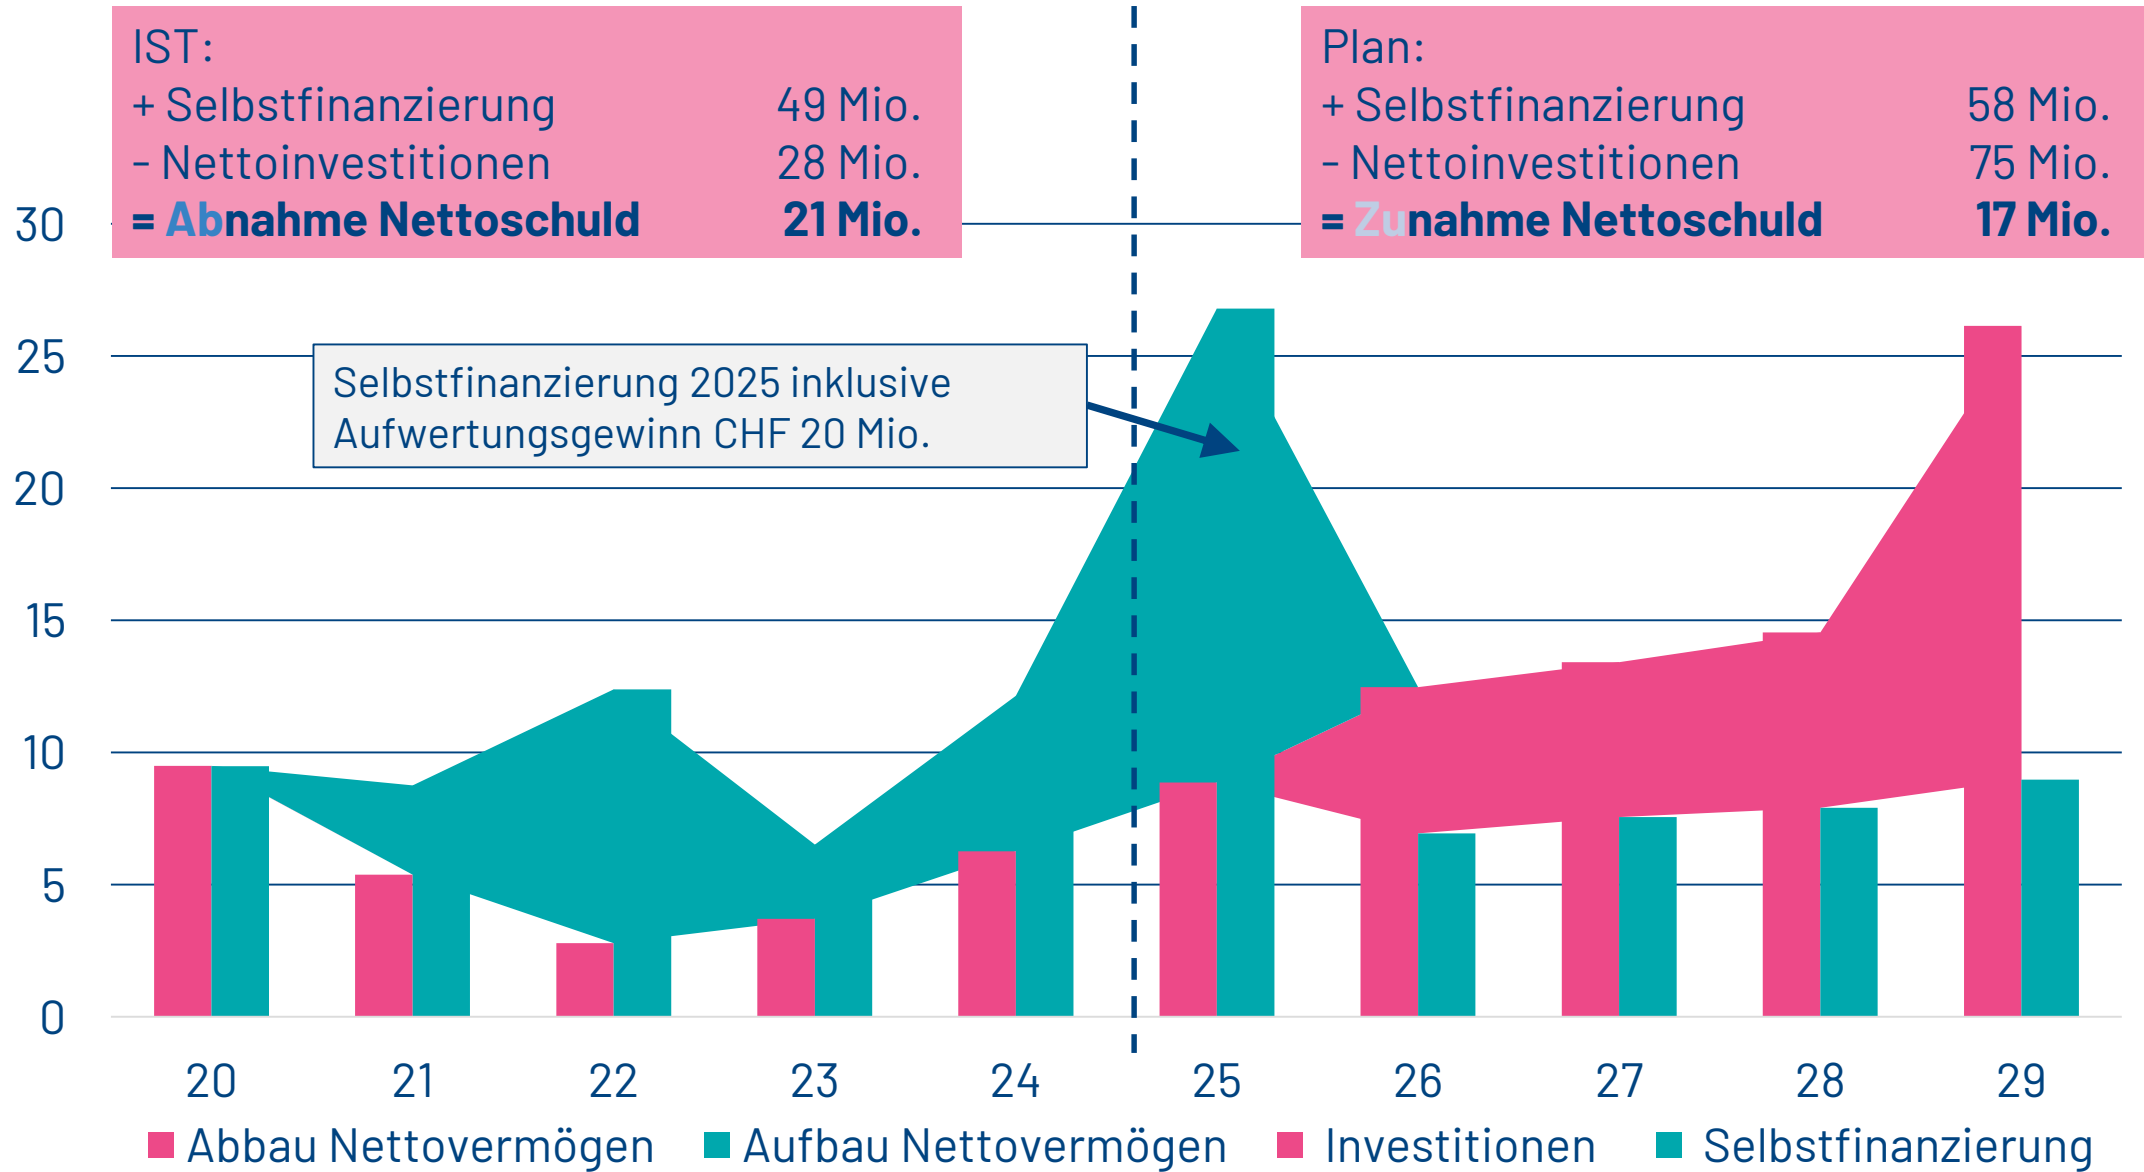 IST:
+ Selbstfinanzierung 49 Mio.
- Nettoinvestitionen 28 Mio.
= Abnahme Nettoschuld 21 Mio.
Plan:
+ Selbstfinanzierung 58 Mio.
- Nettoinvestitionen 75 Mio.
= Zunahme Nettoschuld 17 Mio.
30
25
20
15
10
5
0
Selbstfinanzierung 2025 inklusive
Aufwertungsgewinn CHF 20 Mio.
20 21 22 23 24 25 26 27 28 29
Abbau Nettovermögen Aufbau Nettovermögen Investitionen Selbstfinanzierung